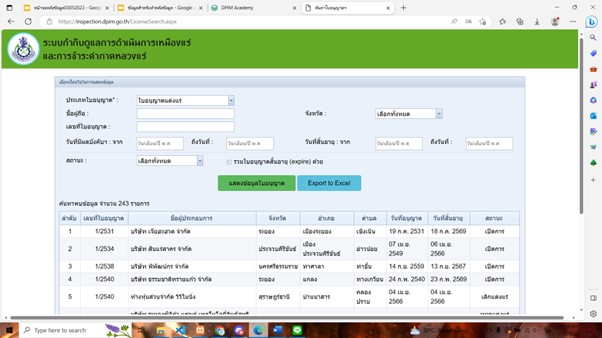 หน้าจอคลังข้อมูล03052023 - Goog
ข้อมูลสำหรับทำคลังข้อมูล - Google
DPIM Academy
ค้นหาใบอนุญาต
https://inspection.dpim.go.th/LicenseSearch.aspx
ระบบกำกับดูแลการดำเนินการเหมืองแร่
และการชำระค่าภาคหลวงแร่
เลือกเงื่อนไขในการแสดงข้อมูล
ประเภทใบอนุญาต* : ใบอนุญาตแต่งแร่
ชื่อผู้ถือ : จังหวัด : เลือกทั้งหมด
เลขที่ใบอนุญาต :
วันที่มีผลบังคับฯ : จาก วัน/เดือน/ปี พ.ศ. ถึงวันที่ : วัน/เดือน/ปี พ.ศ. วันที่สิ้นอายุ : จาก วัน/เดือน/ปี พ.ศ. ถึงวันที่ : วัน/เดือน/ปี พ.ศ.
สถานะ : เลือกทั้งหมด รวมใบอนุญาตสิ้นอายุ (expire) ด้วย
แสดงข้อมูลใบอนุญาต Export to Excel
ค้นหาพบข้อมูล จำนวน 243 รายการ
ลำดับ เลขที่ใบอนุญาต ชื่อผู้ประกอบการ จังหวัด อำเภอ ตำบล วันที่อนุญาต วันที่สิ้นอายุ สถานะ
1 1/2531 บริษัท เจียอะฮวด จำกัด ระยอง เมืองระยอง เชิงเนิน 19 ก.ค. 2531 18 ก.ค. 2569 เปิดการ
2 1/2534 บริษัท สินแร่สาคร จำกัด ประจวบคีรีขันธ์ เมืองประจวบคีรีขันธ์ อ่าวน้อย 07 เม.ย. 2549 06 เม.ย. 2566 เปิดการ
3 1/2538 บริษัท พีพัฒน์กร จำกัด นครศรีธรรมราช ท่าศาลา ท่าขึ้น 14 ก.ย. 2559 13 ก.ย. 2567 เปิดการ
4 1/2540 บริษัท ธรรมชาติทรายแก้ว จำกัด ระยอง แกลง ทางเกวียน 24 ก.พ. 2540 23 ก.พ. 2569 เปิดการ
5 1/2540 ห้างหุ้นส่วนจำกัด วีวีไมนิ่ง สุราษฎร์ธานี บ้านนาสาร คลองปราบ 04 เม.ย. 2566 04 เม.ย. 2566 เลิกแต่งแร่
Type here to search
30°C